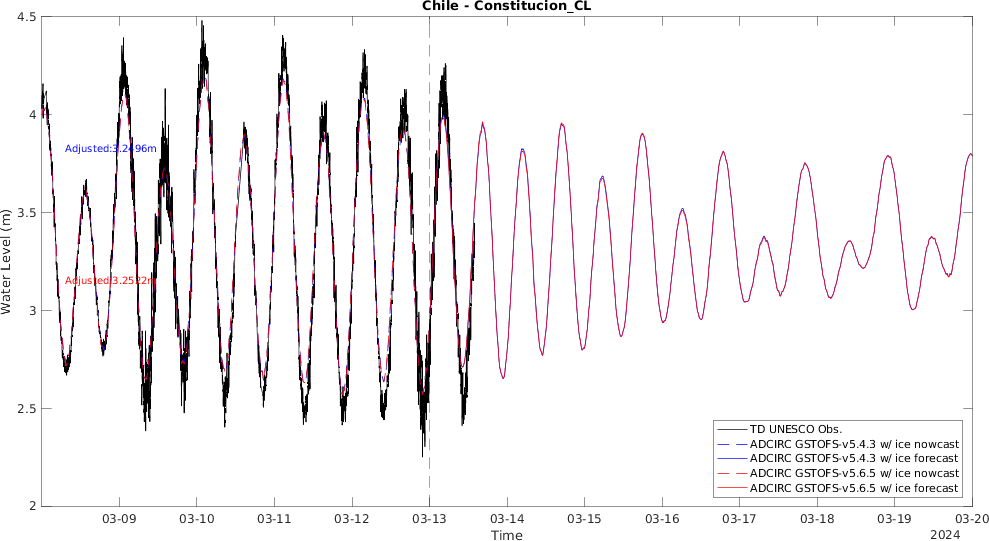 Chile - Constitucion_CL
4.5
4
3.5
3
2.5
2
Water Level (m)
Adjusted:3.2496m
Adjusted:3.2522m
TD UNESCO Obs.
ADCIRC GSTOFS-v5.4.3 w/ ice nowcast
ADCIRC GSTOFS-v5.4.3 w/ ice forecast
ADCIRC GSTOFS-v5.6.5 w/ ice nowcast
ADCIRC GSTOFS-v5.6.5 w/ ice forecast
03-09 03-10 03-11 03-12 03-13 03-14 03-15 03-16 03-17 03-18 03-19 03-20
Time
2024